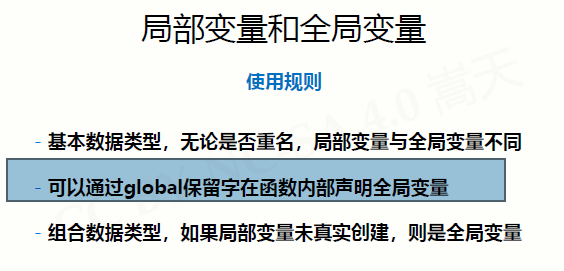 局部变量和全局变量
使用规则
- 基本数据类型，无论是否重名，局部变量与全局变量不同
- 可以通过global保留字在函数内部声明全局变量
- 组合数据类型，如果局部变量未真实创建，则是全局变量